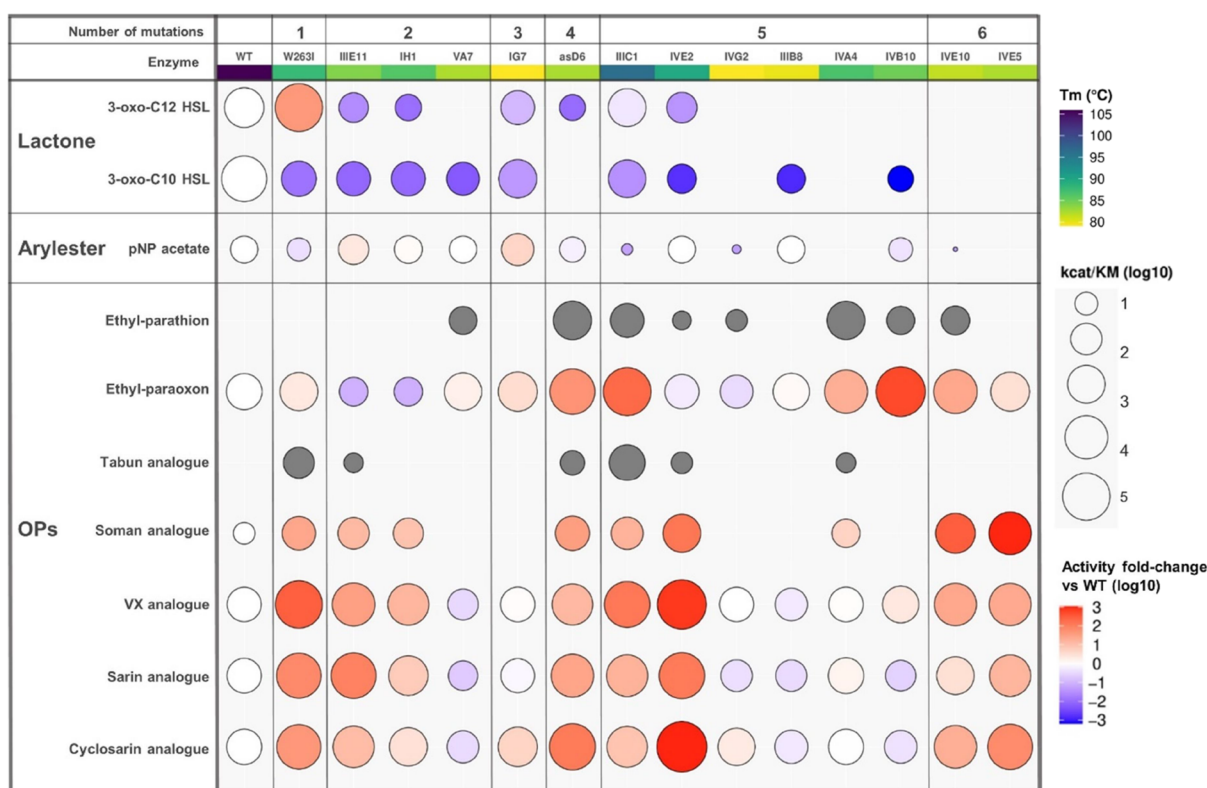 Number of mutations 1 2 3 4 5 6
Enzyme WT W263I IIIE11 IH1 VA7 IG7 asD6 IIIC1 IVE2 IVG2 IIIB8 IVA4 IVB10 IVE10 IVE5
Lactone
3-oxo-C12 HSL
3-oxo-C10 HSL
Arylester
pNP acetate
OPs
Ethyl-parathion
Ethyl-paraoxon
Tabun analogue
Soman analogue
VX analogue
Sarin analogue
Cyclosarin analogue
Tm (°C)
105
100
95
90
85
80
kcat/KM (log10)
1
2
3
4
5
Activity fold-change
vs WT (log10)
3
2
1
0
−1
−2
−3